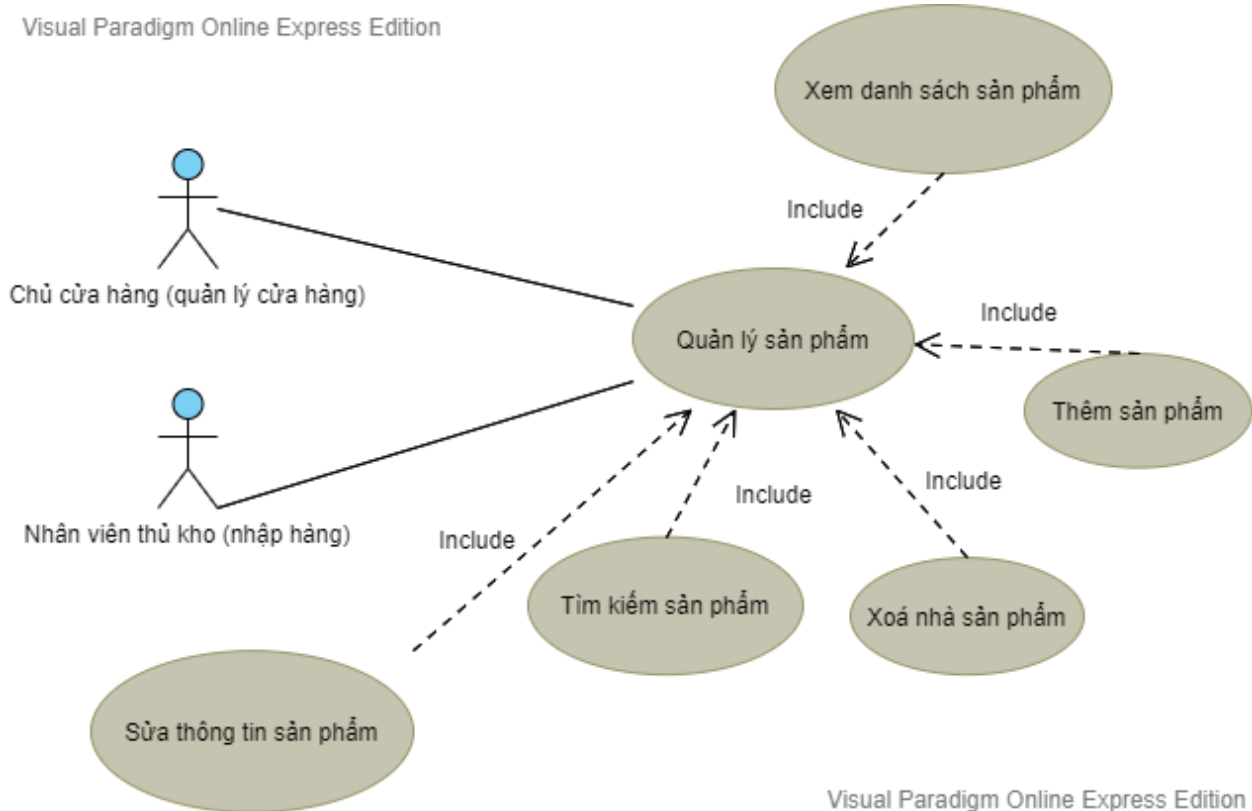 Visual Paradigm Online Express Edition
Xem danh sách sản phẩm
Include
Chủ cửa hàng (quản lý cửa hàng)
Include
Quản lý sản phẩm
Thêm sản phẩm
Include
Include
Nhân viên thủ kho (nhập hàng)
Include
Tìm kiếm sản phẩm
Xoá nhà sản phẩm
Sửa thông tin sản phẩm
Visual Paradigm Online Express Edition